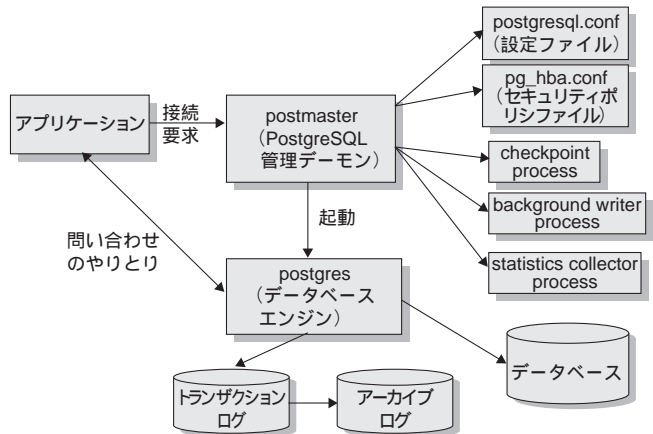 postgresql.conf
（設定ファイル）
pg_hba.conf
（セキュリティポ
リシファイル）
アプリケーション
接続
要求
postmaster
（PostgreSQL
管理デーモン）
checkpoint
process
background writer
process
statistics collector
process
起動
問い合わせ
のやりとり
postgres
（データベース
エンジン）
データベース
トランザクション
ログ
アーカイブ
ログ